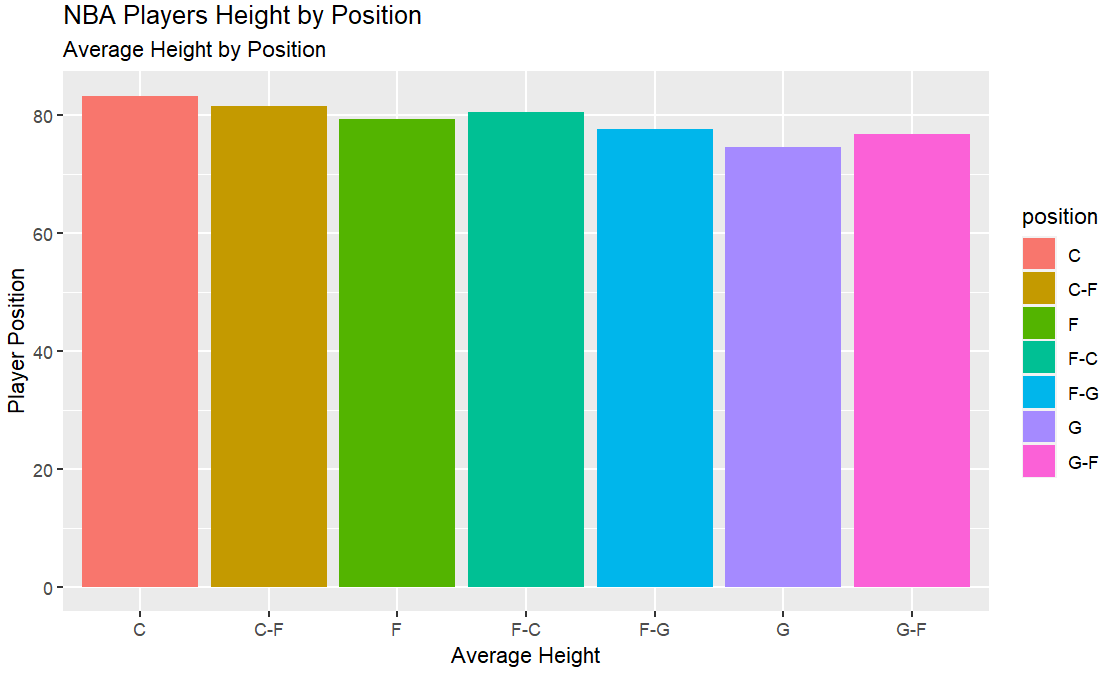 NBA Players Height by Position
Average Height by Position
80
60
40
20
0
Player Position
C
C-F
F
F-C
F-G
G
G-F
Average Height
position
C
C-F
F
F-C
F-G
G
G-F